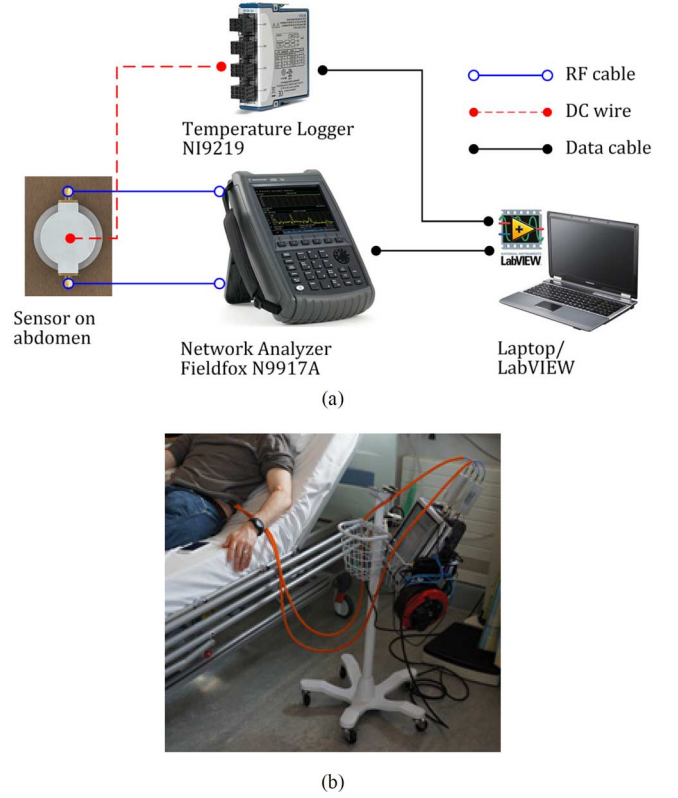 RF cable
DC wire
Data cable
Temperature Logger
NI9219
LabVIEW
Sensor on
abdomen
Network Analyzer
Fieldfox N9917A
Laptop/
LabVIEW
(a)
(b)